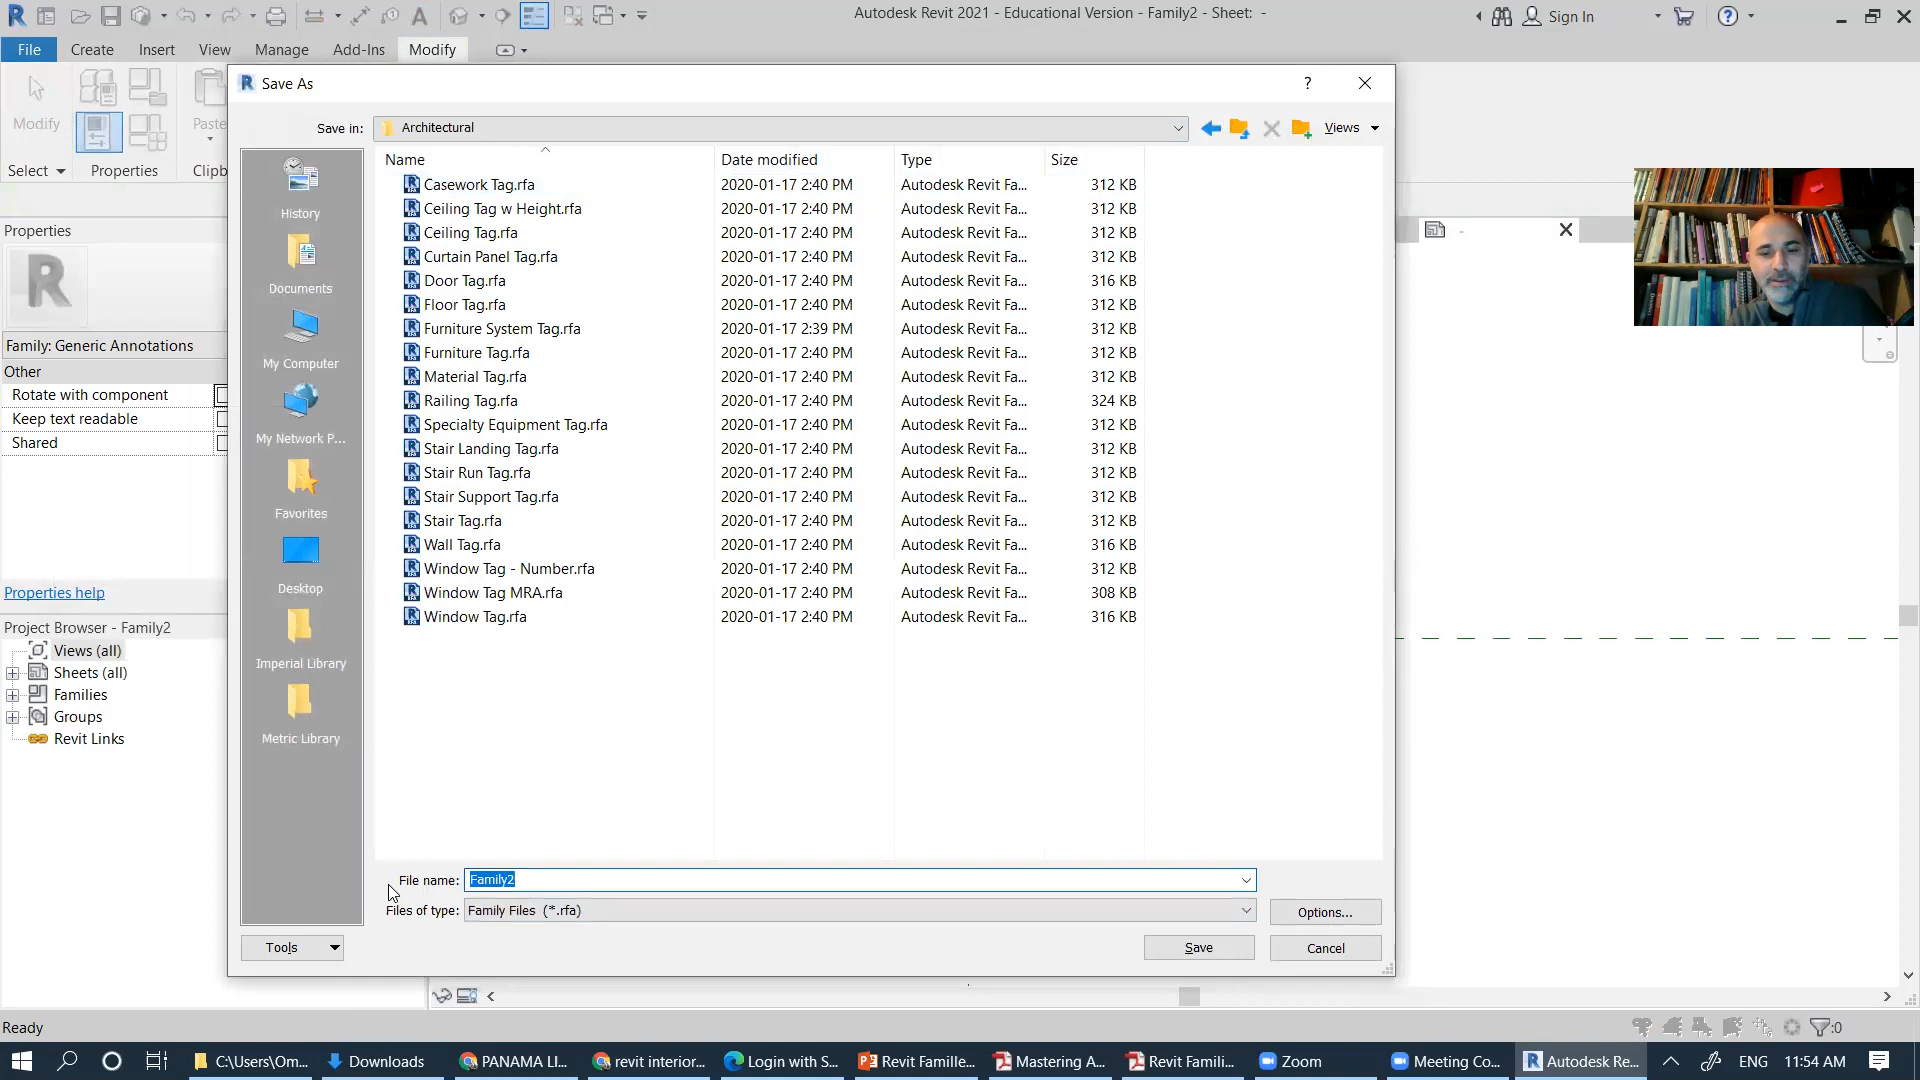 Autodesk Revit 2021 - Educational Version - Family2 - Sheet: -
Sign In
File Create Insert View Manage Add-Ins Modify
Modify
Paste
Select Properties Clipb
Save As
Save in: Architectural
Views
Name Date modified Type Size
Casework Tag.rfa 2020-01-17 2:40 PM Autodesk Revit Fa... 312 KB
Ceiling Tag w Height.rfa 2020-01-17 2:40 PM Autodesk Revit Fa... 312 KB
Ceiling Tag.rfa 2020-01-17 2:40 PM Autodesk Revit Fa... 312 KB
Curtain Panel Tag.rfa 2020-01-17 2:40 PM Autodesk Revit Fa... 312 KB
Door Tag.rfa 2020-01-17 2:40 PM Autodesk Revit Fa... 316 KB
Floor Tag.rfa 2020-01-17 2:40 PM Autodesk Revit Fa... 312 KB
Furniture System Tag.rfa 2020-01-17 2:39 PM Autodesk Revit Fa... 312 KB
Furniture Tag.rfa 2020-01-17 2:40 PM Autodesk Revit Fa... 312 KB
Material Tag.rfa 2020-01-17 2:40 PM Autodesk Revit Fa... 312 KB
Railing Tag.rfa 2020-01-17 2:40 PM Autodesk Revit Fa... 324 KB
Specialty Equipment Tag.rfa 2020-01-17 2:40 PM Autodesk Revit Fa... 312 KB
Stair Landing Tag.rfa 2020-01-17 2:40 PM Autodesk Revit Fa... 312 KB
Stair Run Tag.rfa 2020-01-17 2:40 PM Autodesk Revit Fa... 312 KB
Stair Support Tag.rfa 2020-01-17 2:40 PM Autodesk Revit Fa... 312 KB
Stair Tag.rfa 2020-01-17 2:40 PM Autodesk Revit Fa... 312 KB
Wall Tag.rfa 2020-01-17 2:40 PM Autodesk Revit Fa... 316 KB
Window Tag - Number.rfa 2020-01-17 2:40 PM Autodesk Revit Fa... 312 KB
Window Tag MRA.rfa 2020-01-17 2:40 PM Autodesk Revit Fa... 308 KB
Window Tag.rfa 2020-01-17 2:40 PM Autodesk Revit Fa... 316 KB
History
Documents
My Computer
My Network P...
Favorites
Desktop
Imperial Library
Metric Library
File name: Family2
Files of type: Family Files (*.rfa)
Options...
Tools
Save
Cancel
Properties
Family: Generic Annotations
Other
Rotate with component
Keep text readable
Shared
Properties help
Project Browser - Family2
Views (all)
Sheets (all)
Families
Groups
Revit Links
Ready
:0
C:\Users\Om...
Downloads
PANAMA LI...
revit interior...
Login with S...
Revit Famille...
Mastering A...
Revit Famili...
Zoom
Meeting Co...
Autodesk Re...
ENG
11:54 AM